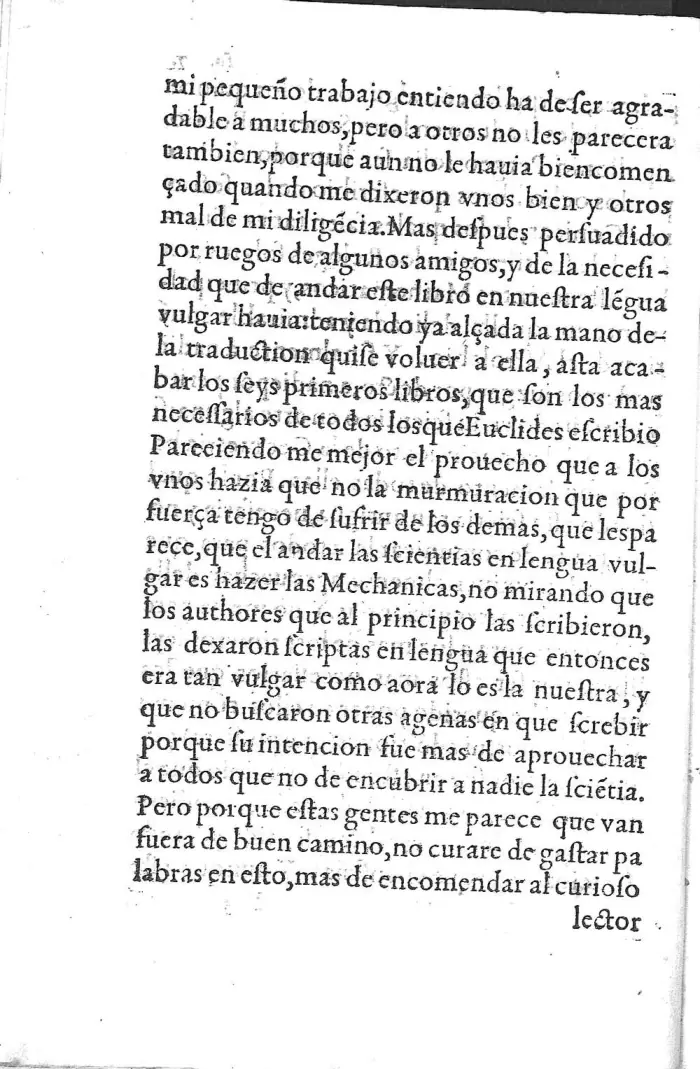 mi pequeño trabajo entiendo ha de ſer agra-
dable a muchos, pero a otros no les parecera
tambien, porque aun no le hauia biencomen
çado quando me dixeron vnos bien y otros
mal de mi diligẽcia. Mas deſpues perſuadido
por ruegos de algunos amigos, y de la neceſi-
dad que de andar eſte libro en nueſtra lẽgua
vulgar hauia: teniendo ya alçada la mano de-
la traduction quiſe voluer a ella, aſta aca-
bar los ſeys primeros libros, que ſon los mas
neceſſarios de todos losque Euclides eſcribio
Pareciendo me mejor el prouecho que a los
vnos hazia que no la murmuracion que por
fuerça tengo de ſufrir de los demas, que lespa
rece, que el andar las ſcientias en lengua vul-
gar es hazer las Mechanicas, no mirando que
los authores que al principio las ſcribieron,
las dexaron ſcriptas en lengua que entonces
era tan vulgar como aora lo es la nueſtra, y
que no buſcaron otras agenas en que ſcrebir
porque ſu intencion fue mas de aprouechar
a todos que no de encubrir a nadie la ſciẽtia.
Pero porque eſtas gentes me parece que van
fuera de buen camino, no curare de gaſtar pa
labras en eſto, mas de encomendar al curioſo
lector